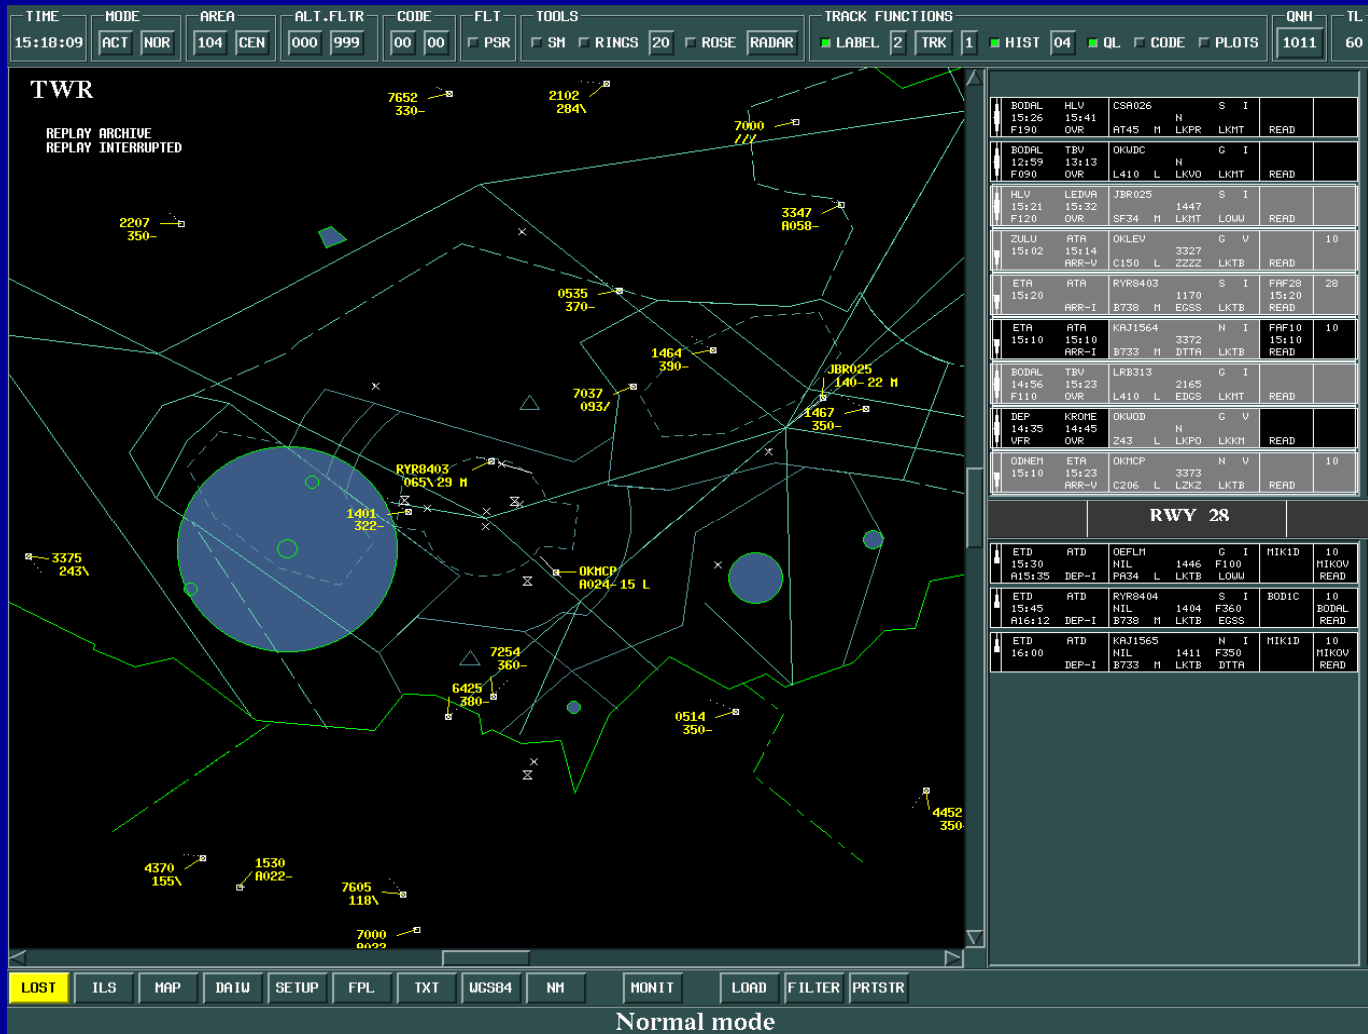 TIME MODE AREA ALT.FLTR CODE FLT TOOLS TRACK FUNCTIONS QNH TL
15:18:09 ACT NOR 104 CEN 000 999 00 00 PSR SM RINGS 20 ROSE RADAR LABEL 2 TRK 1 HIST 04 QL CODE PLOTS 1011 60
TWR
REPLAY ARCHIVE
REPLAY INTERRUPTED
7652
330-
2102
284\
7000
///
2207
350-
3347
A058-
0535
370-
1464
390-
JBR025
140-22 M
7037
093/
1467
350-
RYR8403
065\29 M
1401
322-
3375
243\
OKMCP
A024-15 L
7254
360-
6425
380-
0514
350-
4452
350
4370
155\
1530
A022-
7605
118\
7000
A022
BODAL HLV CSA026 S I
15:26 15:41 N
F190 OVR AT45 M LKPR LKMT READ
BODAL TBV OKWDC G I
12:59 13:13 N
F090 OVR L410 L LKVO LKMT READ
HLV LEDVA JBR025 S I
15:21 15:32 1447
F120 OVR SF34 M LKMT LOWW READ
ZULU ATA OKLEV G V 10
15:02 15:14 3327
ARR-V C150 L ZZZZ LKTB READ
ETA ATA RYR8403 S I FAF28 28
15:20 1170 15:20
ARR-I B738 M EGSS LKTB READ
ETA ATA KAJ1564 N I FAF10 10
15:10 15:10 3372 15:10
ARR-I B733 M DTTA LKTB READ
BODAL TBV LRB313 G I
14:56 15:23 2165
F110 OVR L410 L EDGS LKMT READ
DEP KROME OKWOD G V
14:35 14:45 N
VFR OVR Z43 L LKPO LKKM READ
ODNEM ETA OKMCP N V 10
15:10 15:23 3373
ARR-V C206 L LZKZ LKTB READ
RWY 28
ETD ATD OEFLM G I MIK1D 10
15:30 NIL 1446 F100 MIKOV
A15:35 DEP-I PA34 L LKTB LOWW READ
ETD ATD RYR8404 S I BOD1C 10
15:45 NIL 1404 F360 BODAL
A16:12 DEP-I B738 M LKTB EGSS READ
ETD ATD KAJ1565 N I MIK1D 10
16:00 NIL 1411 F350 MIKOV
DEP-I B733 M LKTB DTTA READ
LOST ILS MAP DAIW SETUP FPL TXT WGS84 NM MONIT LOAD FILTER PRTSTR
Normal mode